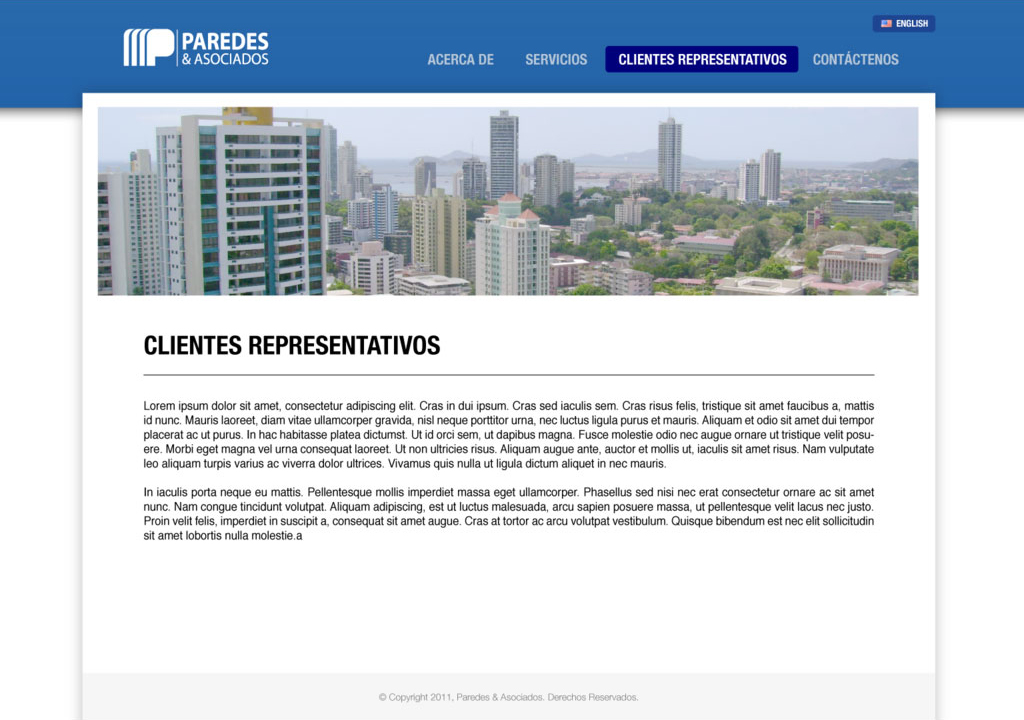 ENGLISH
PAREDES
& ASOCIADOS
ACERCA DE SERVICIOS CLIENTES REPRESENTATIVOS CONTÁCTENOS
CLIENTES REPRESENTATIVOS
Lorem ipsum dolor sit amet, consectetur adipiscing elit. Cras in dui ipsum. Cras sed iaculis sem. Cras risus felis, tristique sit amet faucibus a, mattis
id nunc. Mauris laoreet, diam vitae ullamcorper gravida, nisl neque porttitor urna, nec luctus ligula purus et mauris. Aliquam et odio sit amet dui tempor
placerat ac ut purus. In hac habitasse platea dictumst. Ut id orci sem, ut dapibus magna. Fusce molestie odio nec augue ornare ut tristique velit posu-
ere. Morbi eget magna vel urna consequat laoreet. Ut non ultricies risus. Aliquam augue ante, auctor et mollis ut, iaculis sit amet risus. Nam vulputate
leo aliquam turpis varius ac viverra dolor ultrices. Vivamus quis nulla ut ligula dictum aliquet in nec mauris.
In iaculis porta neque eu mattis. Pellentesque mollis imperdiet massa eget ullamcorper. Phasellus sed nisi nec erat consectetur ornare ac sit amet
nunc. Nam congue tincidunt volutpat. Aliquam adipiscing, est ut luctus malesuada, arcu sapien posuere massa, ut pellentesque velit lacus nec justo.
Proin velit felis, imperdiet in suscipit a, consequat sit amet augue. Cras at tortor ac arcu volutpat vestibulum. Quisque bibendum est nec elit sollicitudin
sit amet lobortis nulla molestie.a
© Copyright 2011, Paredes & Asociados. Derechos Reservados.